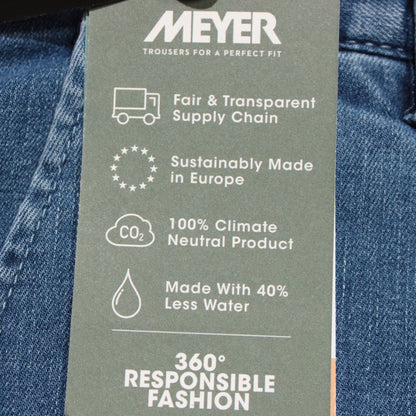 MEYER
TROUSERS FOR A PERFECT FIT
Fair & Transparent
Supply Chain
Sustainably Made
in Europe
CO₂
100% Climate
Neutral Product
Made With 40%
Less Water
360°
RESPONSIBLE
FASHION